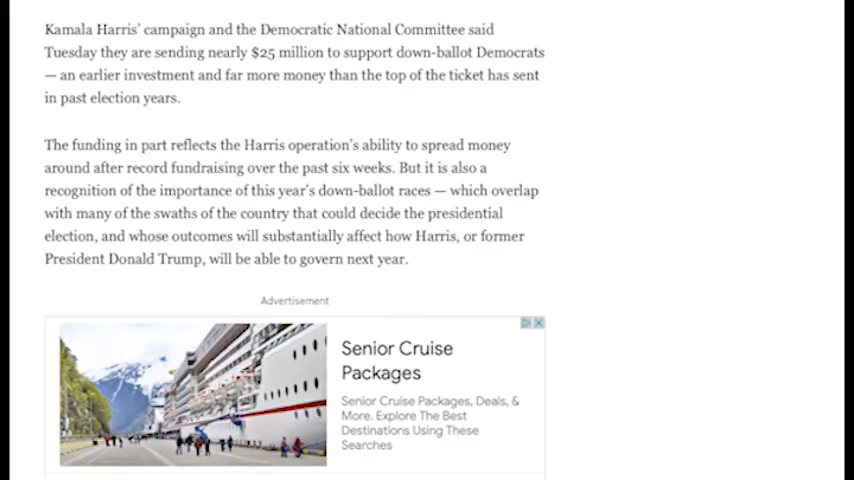 Kamala Harris' campaign and the Democratic National Committee said
Tuesday they are sending nearly $25 million to support down-ballot Democrats
— an earlier investment and far more money than the top of the ticket has sent
in past election years.
The funding in part reflects the Harris operation's ability to spread money
around after record fundraising over the past six weeks. But it is also a
recognition of the importance of this year's down-ballot races — which overlap
with many of the swaths of the country that could decide the presidential
election, and whose outcomes will substantially affect how Harris, or former
President Donald Trump, will be able to govern next year.
Advertisement
Senior Cruise
Packages
Senior Cruise Packages, Deals, &
More. Explore The Best
Destinations Using These
Searches